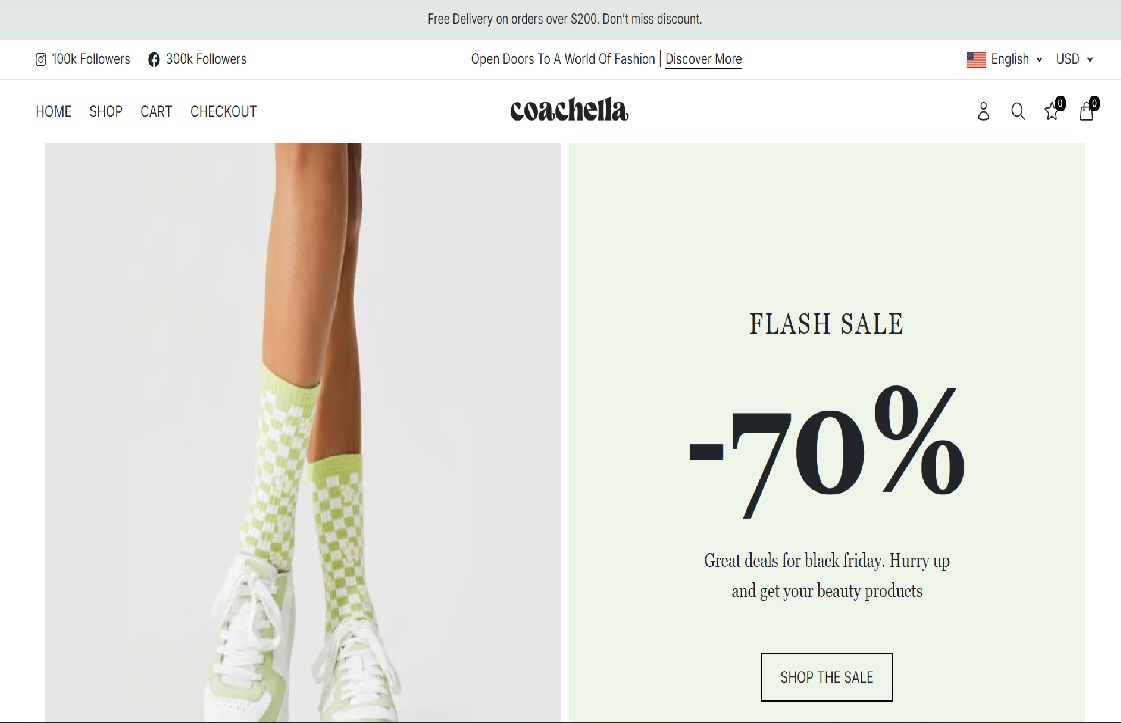 Free Delivery on orders over $200. Don't miss discount.
100k Followers 300k Followers Open Doors To A World Of Fashion | Discover More English USD
HOME SHOP CART CHECKOUT coachella 0 0
FLASH SALE
-70%
Great deals for black friday. Hurry up
and get your beauty products
SHOP THE SALE